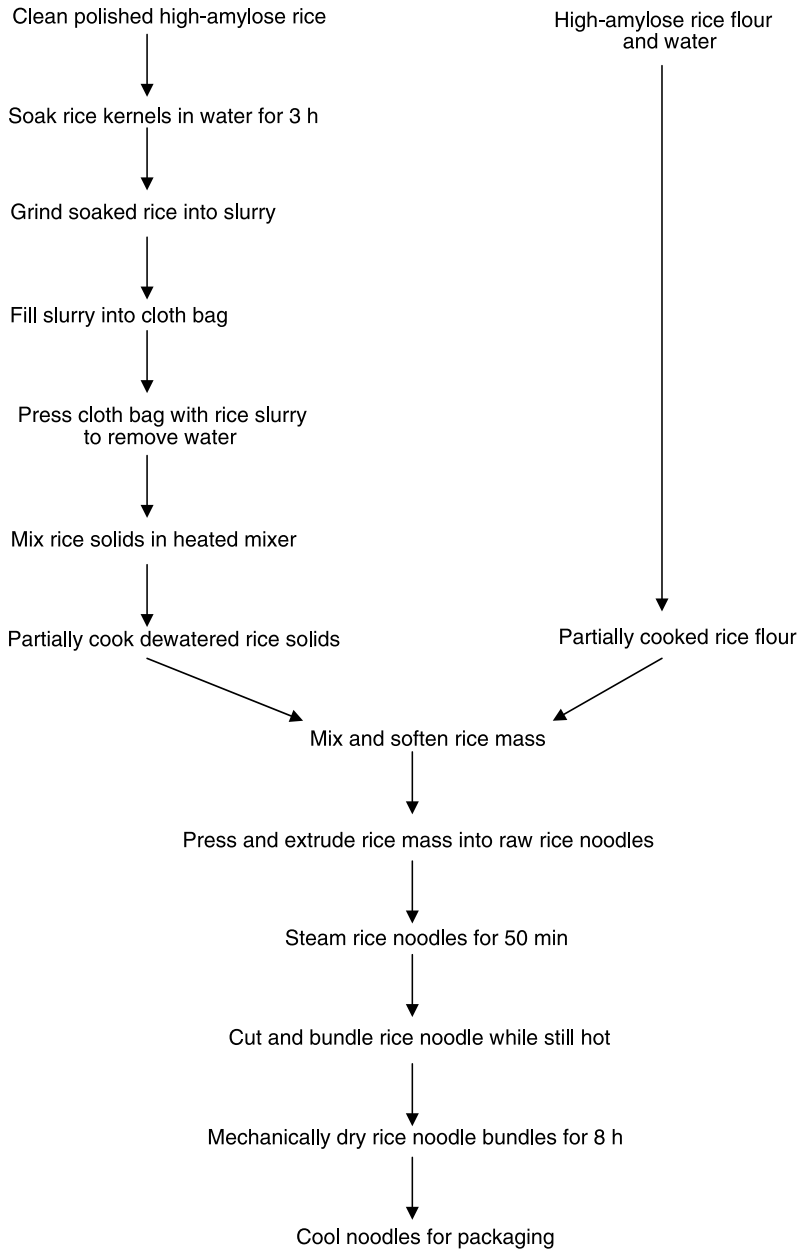 Clean polished high-amylose rice
High-amylose rice flour
and water
Soak rice kernels in water for 3 h
Grind soaked rice into slurry
Fill slurry into cloth bag
Press cloth bag with rice slurry
to remove water
Mix rice solids in heated mixer
Partially cook dewatered rice solids
Partially cooked rice flour
Mix and soften rice mass
Press and extrude rice mass into raw rice noodles
Steam rice noodles for 50 min
Cut and bundle rice noodle while still hot
Mechanically dry rice noodle bundles for 8 h
Cool noodles for packaging